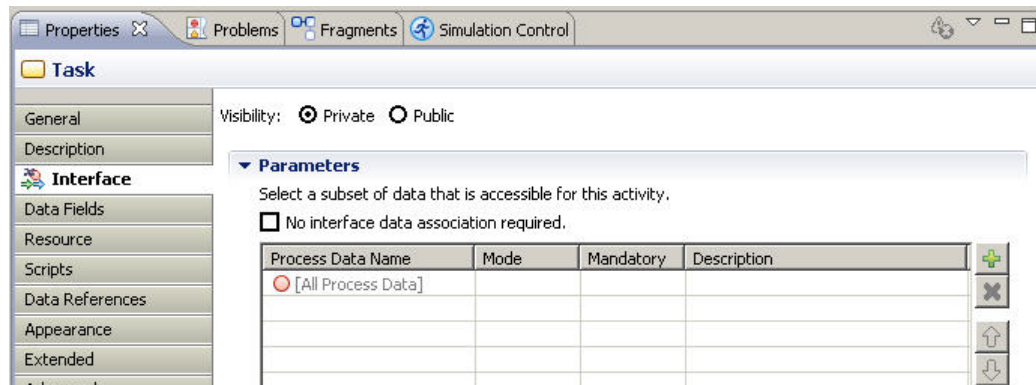 Properties Problems Fragments Simulation Control
Task
General
Description
Interface
Data Fields
Resource
Scripts
Data References
Appearance
Extended
Visibility: Private Public
Parameters
Select a subset of data that is accessible for this activity.
No interface data association required.
Process Data Name Mode Mandatory Description
[All Process Data]